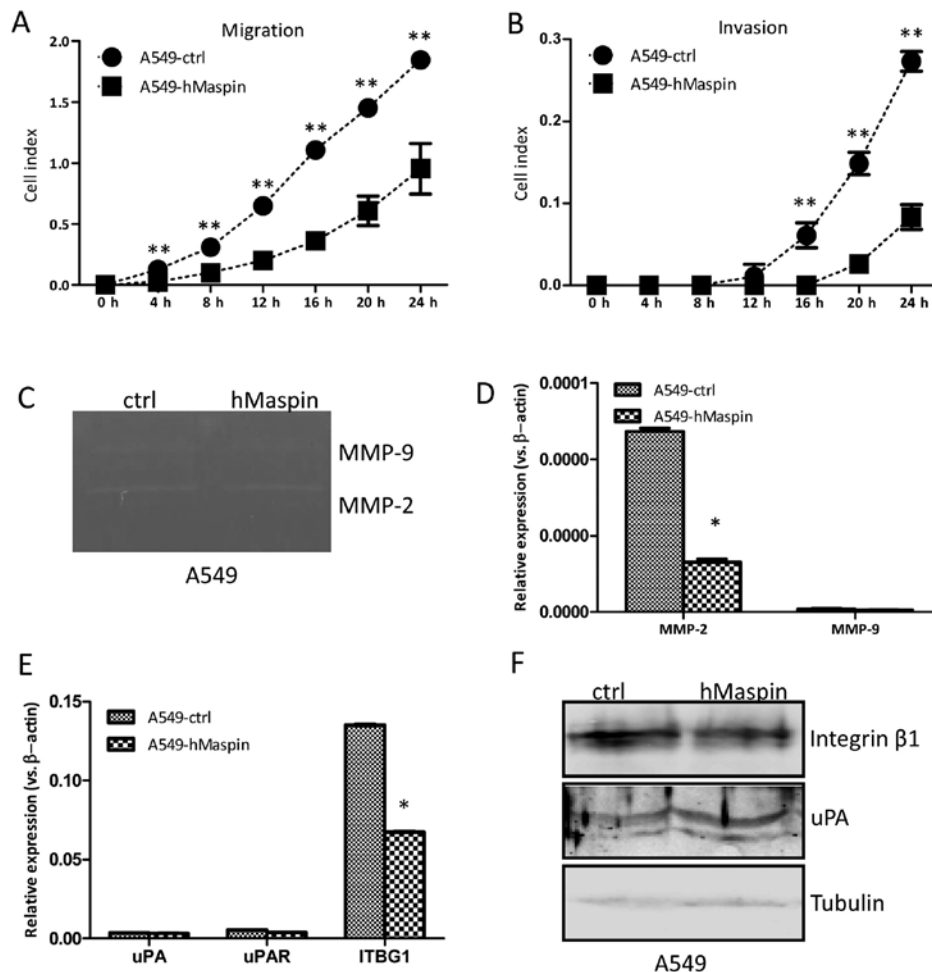 A
Migration
A549-ctrl
A549-hMaspin
**
**
**
**
**
**
Cell index
2.0
1.5
1.0
0.5
0.0
0 h 4 h 8 h 12 h 16 h 20 h 24 h
B
Invasion
A549-ctrl
A549-hMaspin
**
**
**
Cell index
0.3
0.2
0.1
0.0
0 h 4 h 8 h 12 h 16 h 20 h 24 h
C
ctrl hMaspin
MMP-9
MMP-2
A549
D
A549-ctrl
A549-hMaspin
*
Relative expression (vs. β−actin)
0.0001
0.0000
0.0000
0.0000
MMP-2 MMP-9
E
A549-ctrl
A549-hMaspin
*
Relative expression (vs. β−actin)
0.15
0.10
0.05
0.00
uPA uPAR ITBG1
F
ctrl hMaspin
Integrin β1
uPA
Tubulin
A549